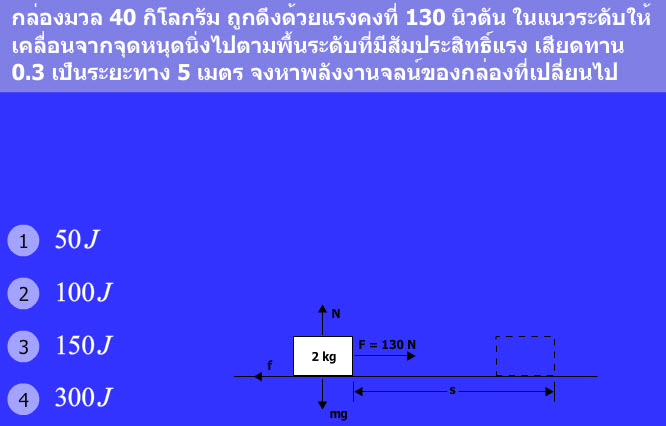 กล่องมวล 40 กิโลกรัม ถูกดึงด้วยแรงคงที่ 130 นิวตัน ในแนวระดับให้
เคลื่อนจากจุดหนุดนิ่งไปตามพื้นระดับที่มีสัมประสิทธิ์แรง เสียดทาน
0.3 เป็นระยะทาง 5 เมตร จงหาพลังงานจลน์ของกล่องที่เปลี่ยนไป
1 50J
2 100J
3 150J
4 300J
N
F = 130 N
2 kg
f
s
mg